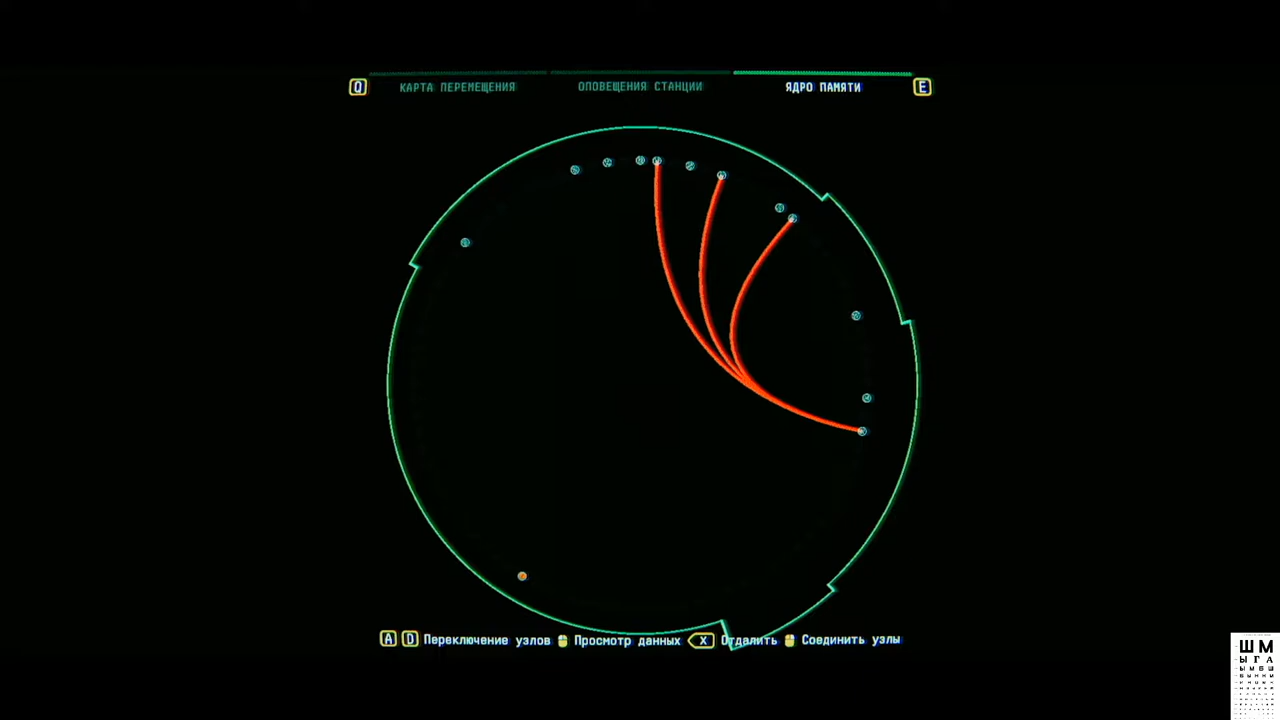 Q КАРТА ПЕРЕМЕЩЕНИЯ ОПОВЕЩЕНИЯ СТАНЦИИ ЯДРО ПАМЯТИ E
A D Переключение узлов Просмотр данных X Отдалить Соединить узлы
Ш М
Ы Г А